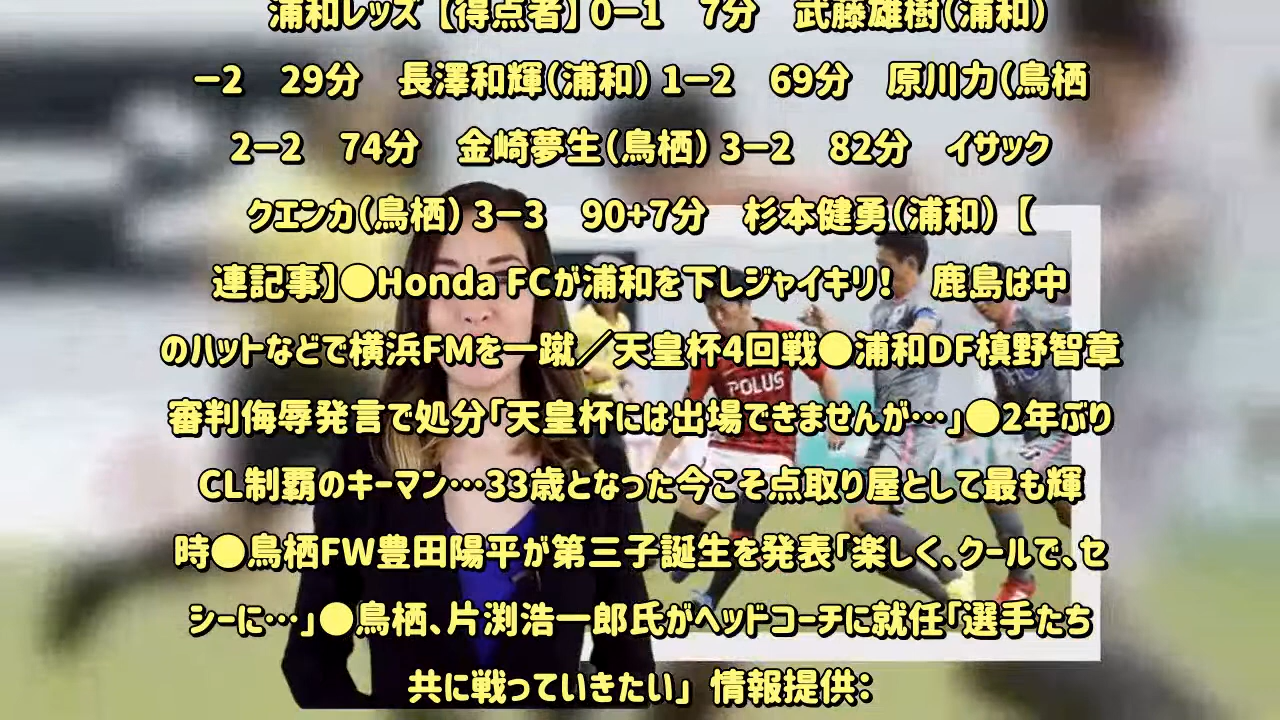 浦和レッズ【得点者】0−1　7分　武藤雄樹(浦和)
−2　29分　長澤和輝(浦和) 1−2　69分　原川力(鳥栖
2−2　74分　金崎夢生(鳥栖) 3−2　82分　イサック
クエンカ(鳥栖) 3−3　90+7分　杉本健勇(浦和)【
連記事】●Honda FCが浦和を下しジャイキリ!　鹿島は中
のハットなどで横浜FMを一蹴／天皇杯4回戦●浦和DF槙野智章
審判侮辱発言で処分「天皇杯には出場できませんが…」●2年ぶり
CL制覇のキーマン…33歳となった今こそ点取り屋として最も輝
時●鳥栖FW豊田陽平が第三子誕生を発表「楽しく、クールで、セ
シーに…」●鳥栖、片渕浩一郎氏がヘッドコーチに就任「選手たち
共に戦っていきたい」情報提供:
POLUS